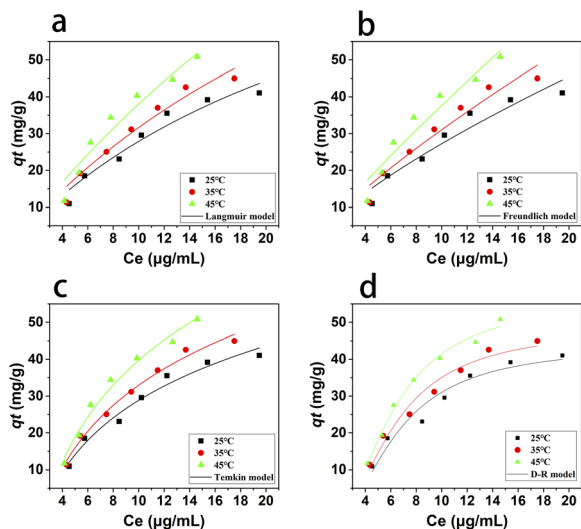 a
b
qt (mg/g)
50
40
30
20
10
25℃
35℃
45℃
Langmuir model
4 6 8 10 12 14 16 18 20
Ce (μg/mL)
qt (mg/g)
50
40
30
20
10
25℃
35℃
45℃
Freundlich model
4 6 8 10 12 14 16 18 20
Ce (μg/mL)
c
d
qt (mg/g)
50
40
30
20
10
25℃
35℃
45℃
Temkin model
4 6 8 10 12 14 16 18 20
Ce (μg/mL)
qt (mg/g)
50
40
30
20
10
25℃
35℃
45℃
D-R model
4 6 8 10 12 14 16 18 20
Ce (μg/mL)